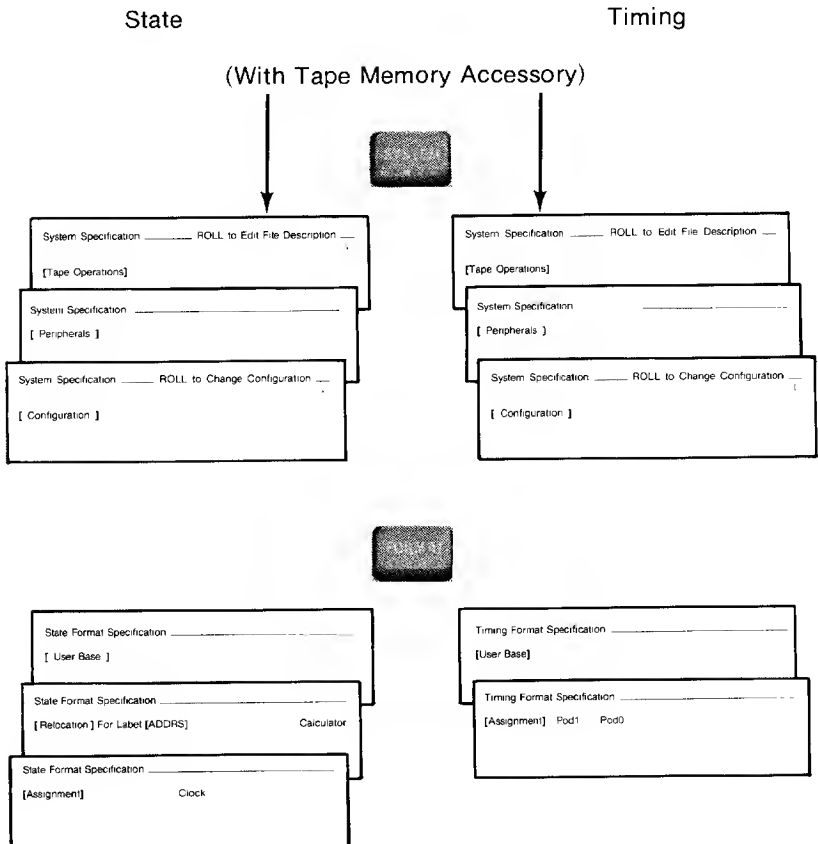 State
Timing
(With Tape Memory Accessory)
System Specification ROLL to Edit File Description
[Tape Operations]
System Specification
[ Peripherals ]
System Specification ROLL to Change Configuration
[ Configuration ]
System Specification ROLL to Edit File Description
[Tape Operations]
System Specification
[ Peripherals ]
System Specification ROLL to Change Configuration
[ Configuration ]
State Format Specification
[ User Base ]
State Format Specification
[ Relocation ] For Label [ADDRS] Calculator
State Format Specification
[Assignment] Clock
Timing Format Specification
[User Base]
Timing Format Specification
[Assignment] Pod1 Pod0